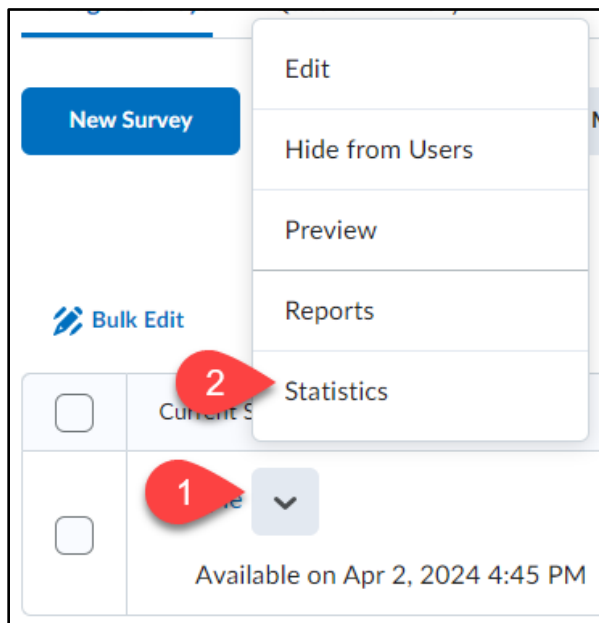 Edit
New Survey
Hide from Users
Preview
Bulk Edit
Reports
2
Statistics
1
Available on Apr 2, 2024 4:45 PM